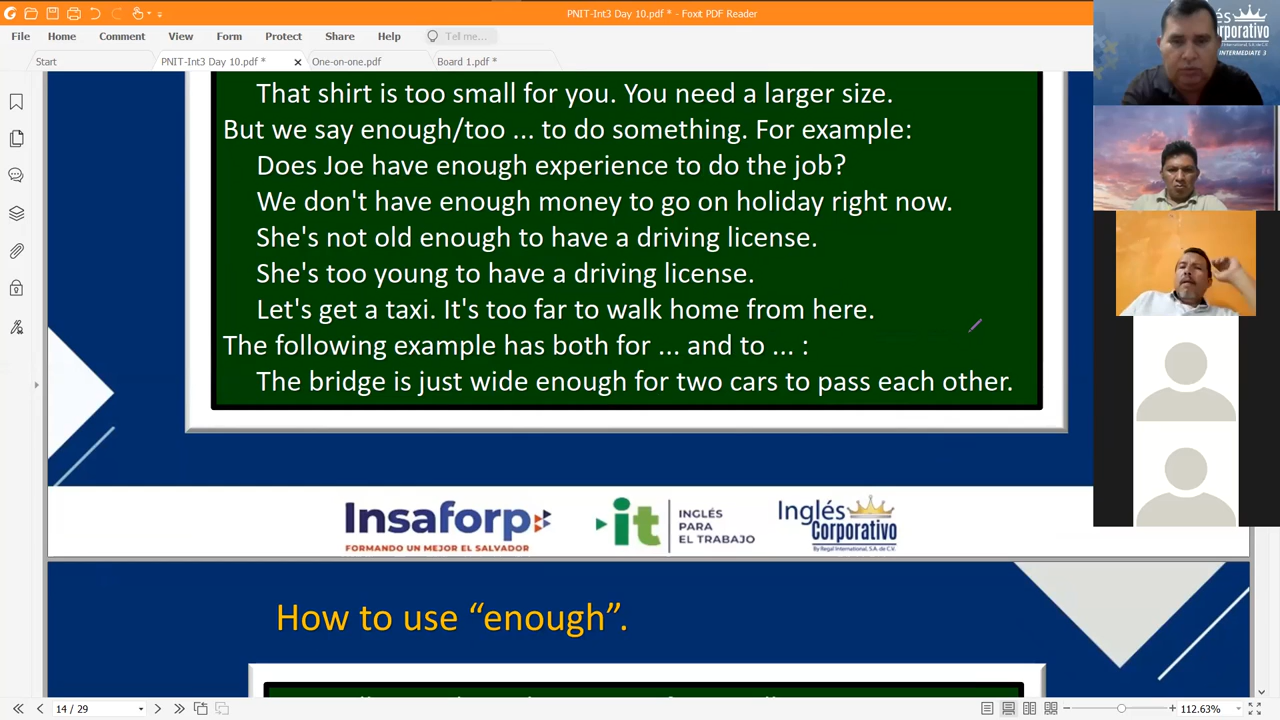 PNIT-Int3 Day 10.pdf * - Foxit PDF Reader
File Home Comment View Form Protect Share Help Tell me...
Start PNIT-Int3 Day 10.pdf * One-on-one.pdf Board 1.pdf *
That shirt is too small for you. You need a larger size.
But we say enough/too ... to do something. For example:
Does Joe have enough experience to do the job?
We don't have enough money to go on holiday right now.
She's not old enough to have a driving license.
She's too young to have a driving license.
Let's get a taxi. It's too far to walk home from here.
The following example has both for ... and to ... :
The bridge is just wide enough for two cars to pass each other.
Insaforp
FORMANDO UN MEJOR EL SALVADOR
it
INGLÉS
PARA
EL TRABAJO
Inglés
Corporativo
By Regal International, S.A. de C.V.
How to use “enough”.
14 / 29
112.63%
INTERMEDIATE 3